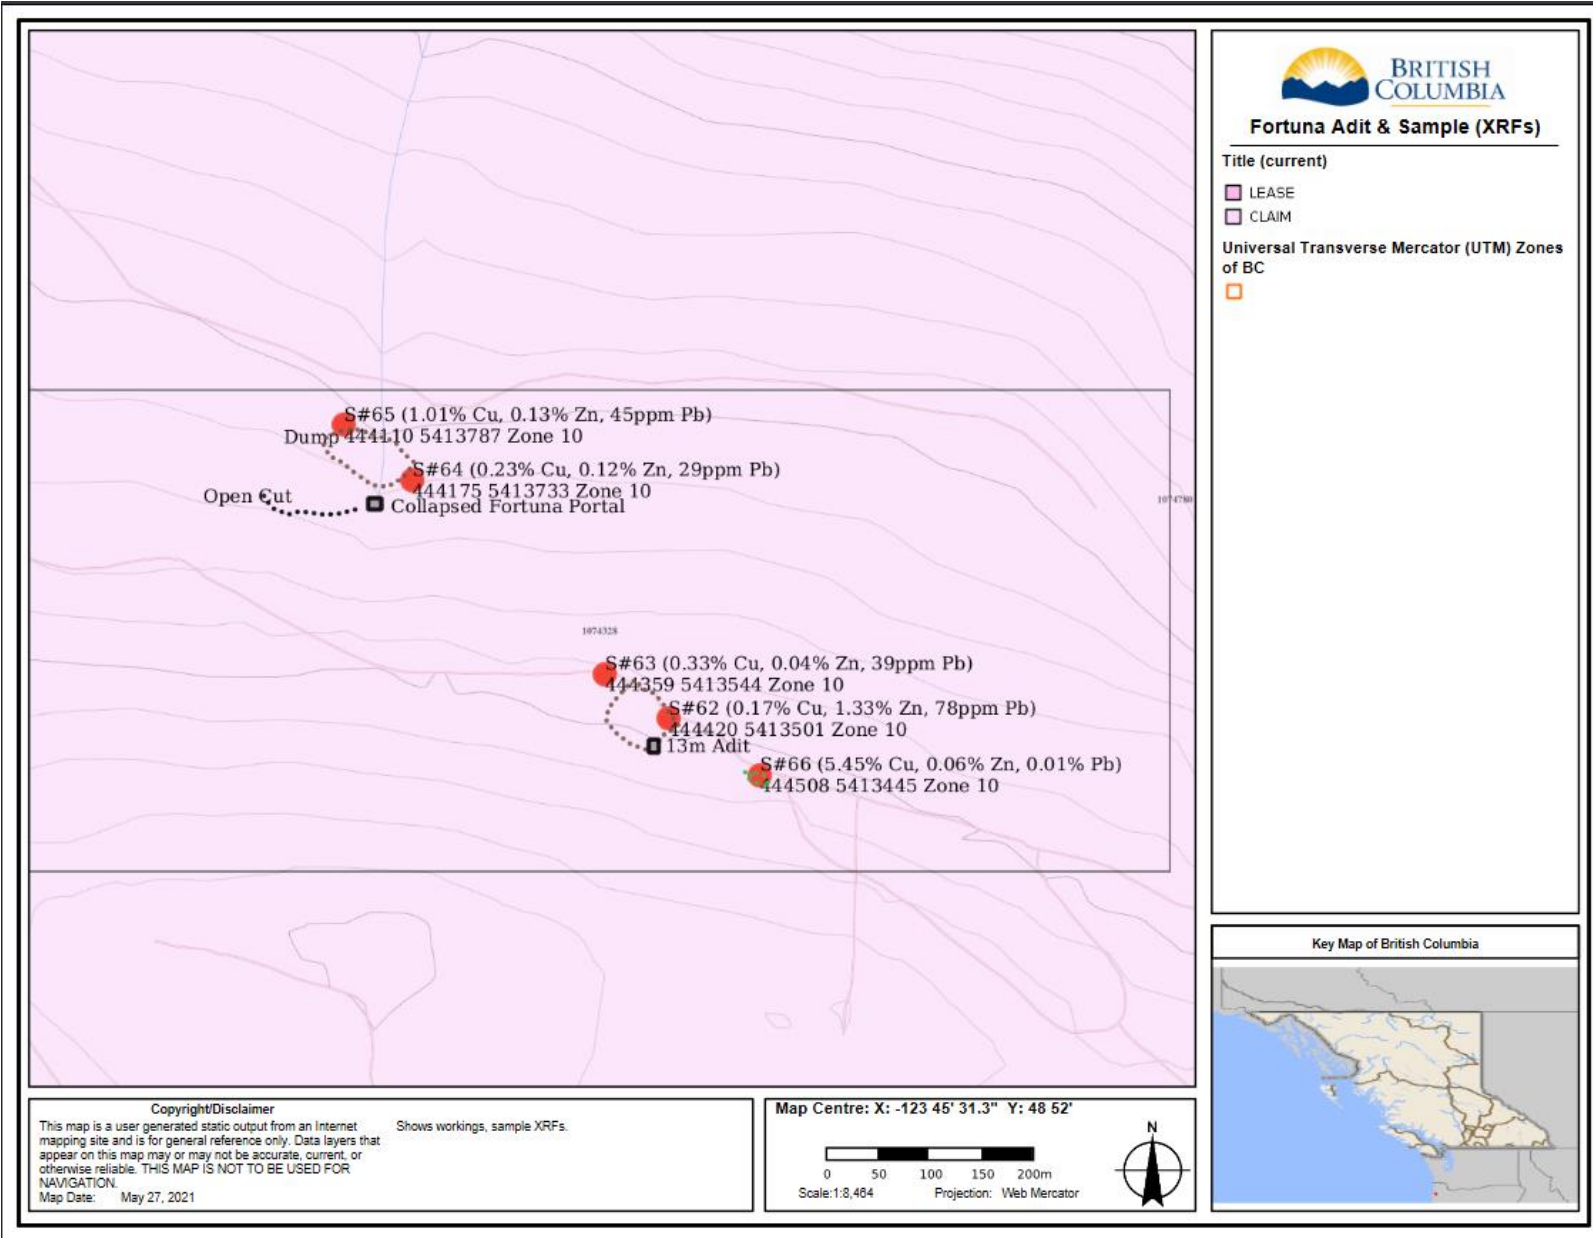 S#65 (1.01% Cu, 0.13% Zn, 45ppm Pb)
Dump 444110 5413787 Zone 10
S#64 (0.23% Cu, 0.12% Zn, 29ppm Pb)
444175 5413733 Zone 10
Open Cut
Collapsed Fortuna Portal
1074780
1074328
S#63 (0.33% Cu, 0.04% Zn, 39ppm Pb)
444359 5413544 Zone 10
S#62 (0.17% Cu, 1.33% Zn, 78ppm Pb)
444420 5413501 Zone 10
13m Adit
S#66 (5.45% Cu, 0.06% Zn, 0.01% Pb)
444508 5413445 Zone 10
BRITISH
COLUMBIA
Fortuna Adit & Sample (XRFs)
Title (current)
LEASE
CLAIM
Universal Transverse Mercator (UTM) Zones
of BC
Key Map of British Columbia
Copyright/Disclaimer
This map is a user generated static output from an Internet
mapping site and is for general reference only. Data layers that
appear on this map may or may not be accurate, current, or
otherwise reliable. THIS MAP IS NOT TO BE USED FOR
NAVIGATION.
Map Date: May 27, 2021
Shows workings, sample XRFs.
Map Centre: X: -123 45' 31.3" Y: 48 52'
N
0 50 100 150 200m
Scale:1:8,464 Projection: Web Mercator